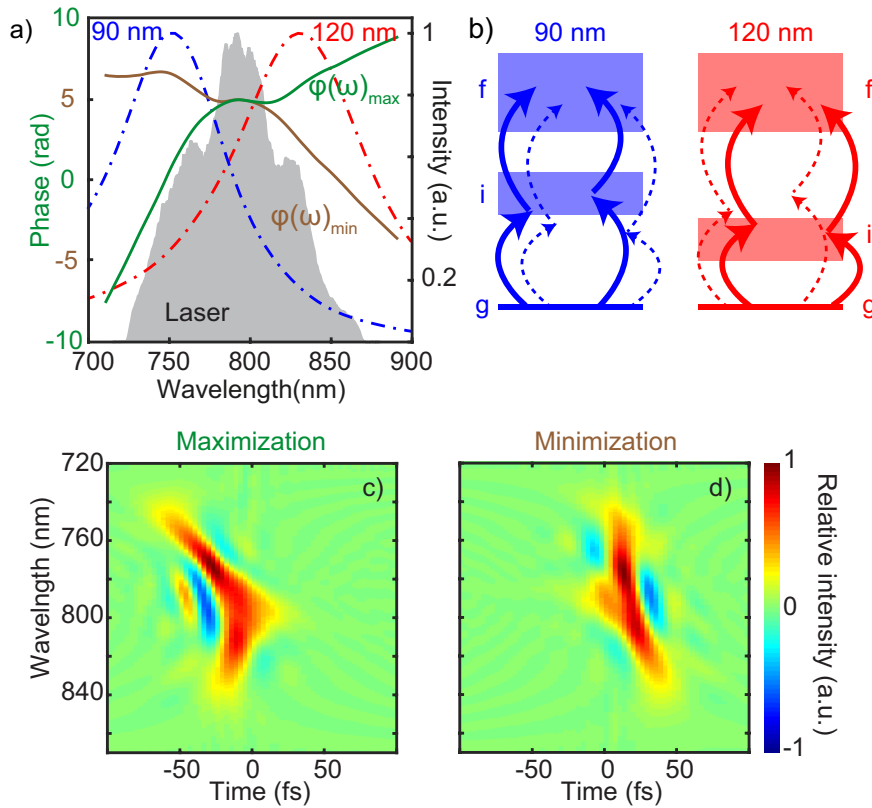 a)
90 nm
120 nm
10
5
0
-5
-10
Phase (rad)
φ(ω)max
φ(ω)min
Laser
1
0.2
Intensity (a.u.)
700
750
800
850
900
Wavelength(nm)
b)
90 nm
120 nm
f
i
g
f
i
g
Maximization
c)
720
760
800
840
Wavelngth (nm)
-50
0
50
Time (fs)
Minimization
d)
-50
0
50
Time (fs)
1
0
-1
Relative intensity (a.u.)